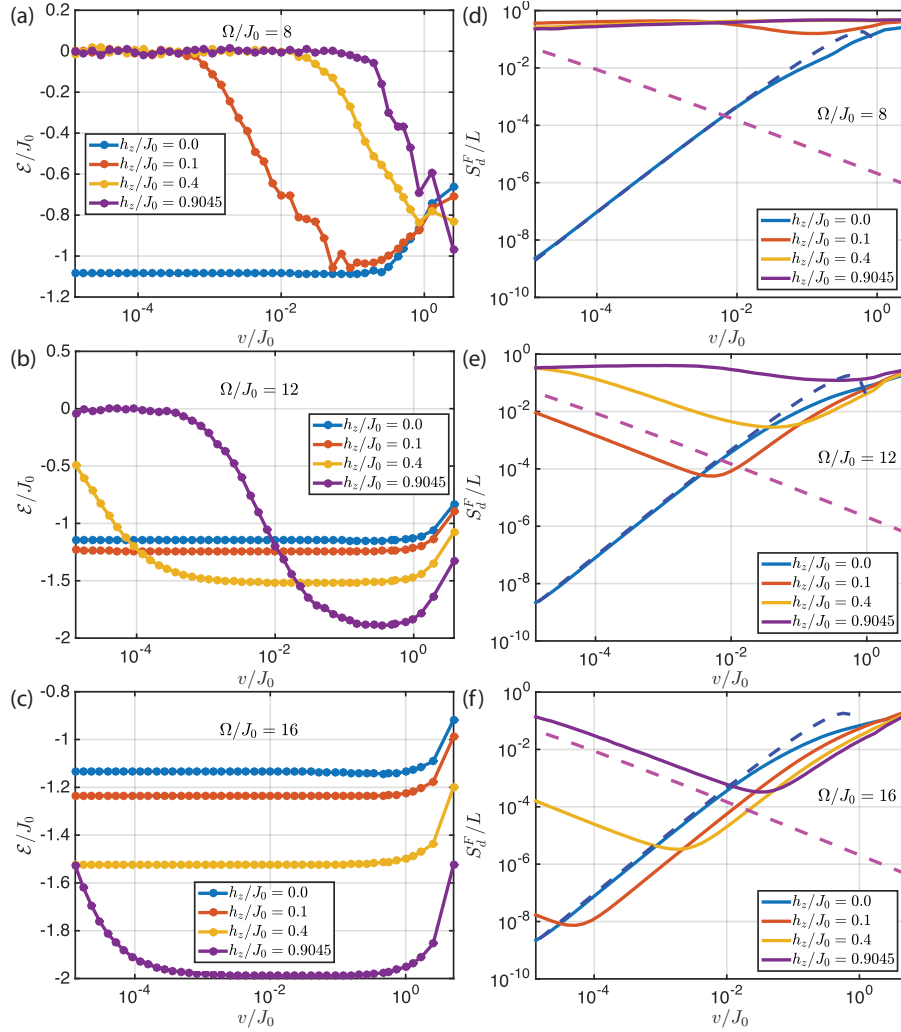 (a)
Ω/J₀ = 8
0
-0.2
-0.4
-0.6
-0.8
-1
-1.2
ℰ/J₀
h_z/J₀ = 0.0
h_z/J₀ = 0.1
h_z/J₀ = 0.4
h_z/J₀ = 0.9045
10⁻⁴
10⁻²
10⁰
v/J₀
(d)
10⁰
10⁻²
10⁻⁴
10⁻⁶
10⁻⁸
10⁻¹⁰
S_d^F/L
Ω/J₀ = 8
h_z/J₀ = 0.0
h_z/J₀ = 0.1
h_z/J₀ = 0.4
h_z/J₀ = 0.9045
10⁻⁴
10⁻²
10⁰
v/J₀
(b)
Ω/J₀ = 12
0.5
0
-0.5
-1
-1.5
-2
ℰ/J₀
h_z/J₀ = 0.0
h_z/J₀ = 0.1
h_z/J₀ = 0.4
h_z/J₀ = 0.9045
10⁻⁴
10⁻²
10⁰
v/J₀
(e)
10⁰
10⁻²
10⁻⁴
10⁻⁶
10⁻⁸
10⁻¹⁰
S_d^F/L
Ω/J₀ = 12
h_z/J₀ = 0.0
h_z/J₀ = 0.1
h_z/J₀ = 0.4
h_z/J₀ = 0.9045
10⁻⁴
10⁻²
10⁰
v/J₀
(c)
Ω/J₀ = 16
-0.8
-1
-1.2
-1.4
-1.6
-1.8
-2
ℰ/J₀
h_z/J₀ = 0.0
h_z/J₀ = 0.1
h_z/J₀ = 0.4
h_z/J₀ = 0.9045
10⁻⁴
10⁻²
10⁰
v/J₀
(f)
10⁰
10⁻²
10⁻⁴
10⁻⁶
10⁻⁸
10⁻¹⁰
S_d^F/L
Ω/J₀ = 16
h_z/J₀ = 0.0
h_z/J₀ = 0.1
h_z/J₀ = 0.4
h_z/J₀ = 0.9045
10⁻⁴
10⁻²
10⁰
v/J₀